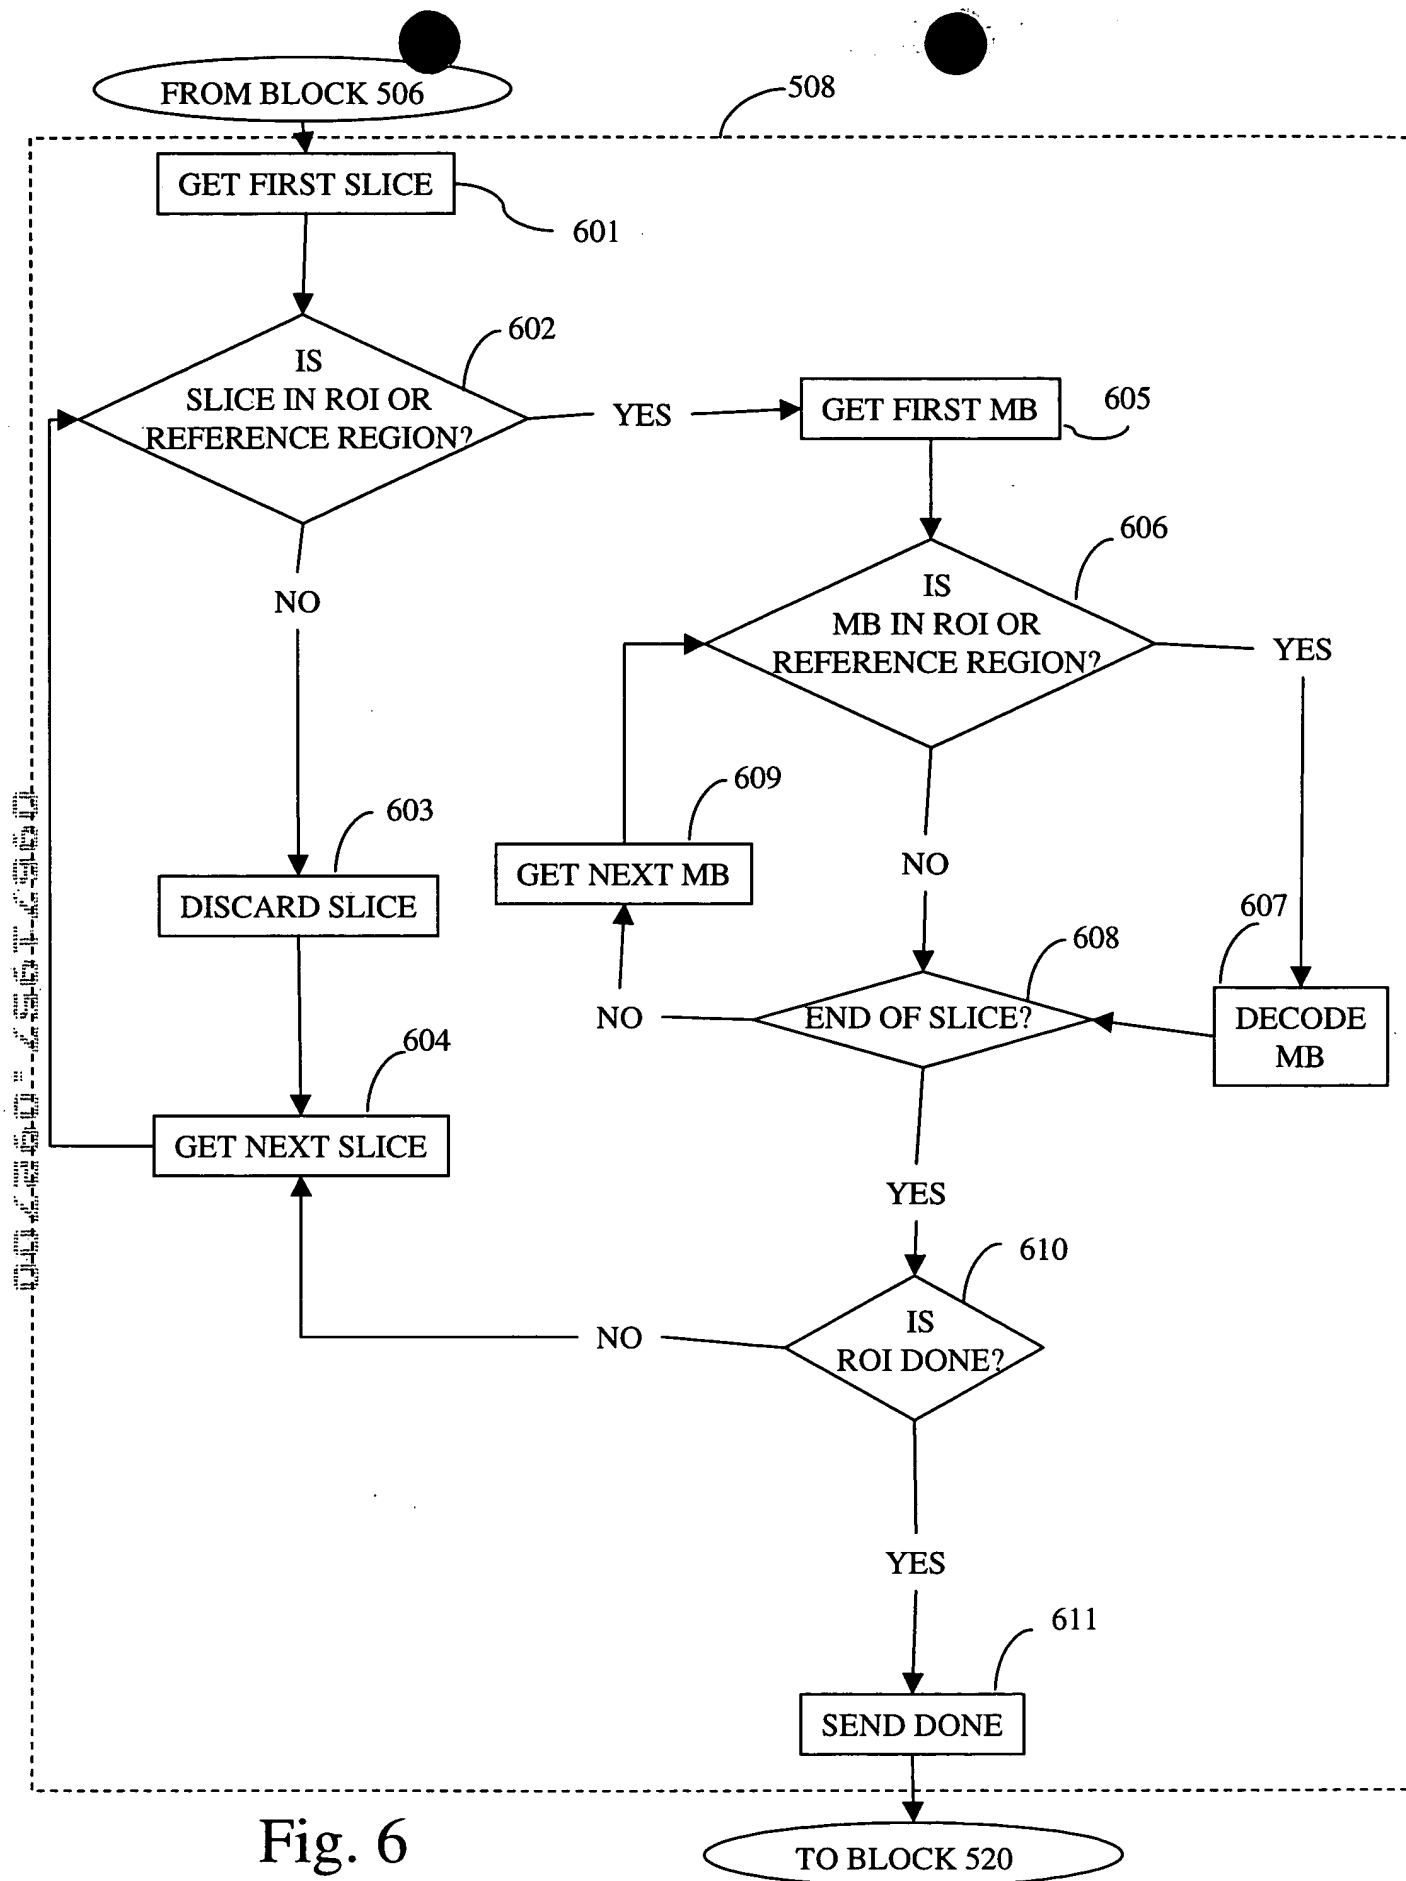 FROM BLOCK 506
508
GET FIRST SLICE
601
IS
SLICE IN ROI OR
REFERENCE REGION?
602
YES
GET FIRST MB
605
NO
IS
MB IN ROI OR
REFERENCE REGION?
606
YES
609
GET NEXT MB
NO
603
DISCARD SLICE
607
DECODE
MB
608
END OF SLICE?
NO
604
GET NEXT SLICE
YES
610
IS
ROI DONE?
NO
YES
611
SEND DONE
Fig. 6
TO BLOCK 520